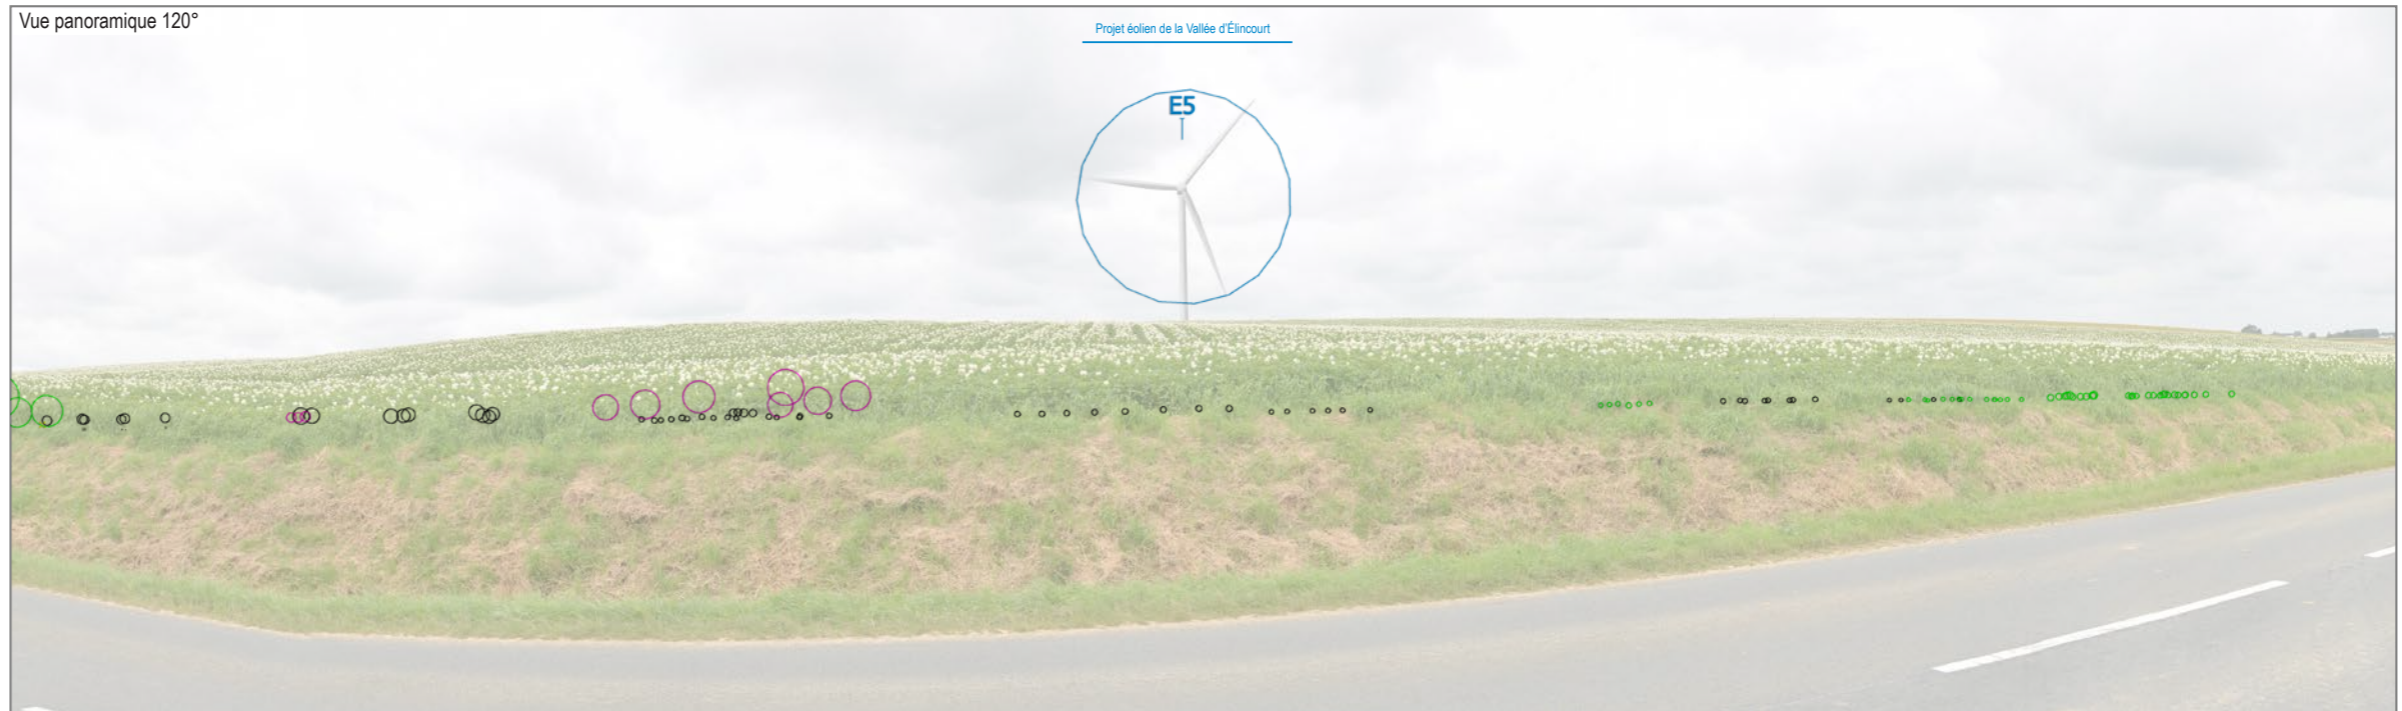 Vue panoramique 120°
Projet éolien de la Vallée d'Élincourt
E5